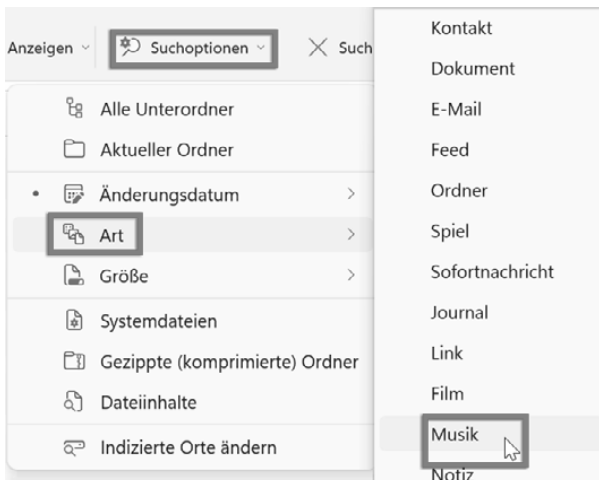 Anzeigen
Suchoptionen
Such
Alle Unterordner
Aktueller Ordner
Änderungsdatum
Art
Größe
Systemdateien
Gezippte (komprimierte) Ordner
Dateiinhalte
Indizierte Orte ändern
Kontakt
Dokument
E-Mail
Feed
Ordner
Spiel
Sofortnachricht
Journal
Link
Film
Musik
Notiz